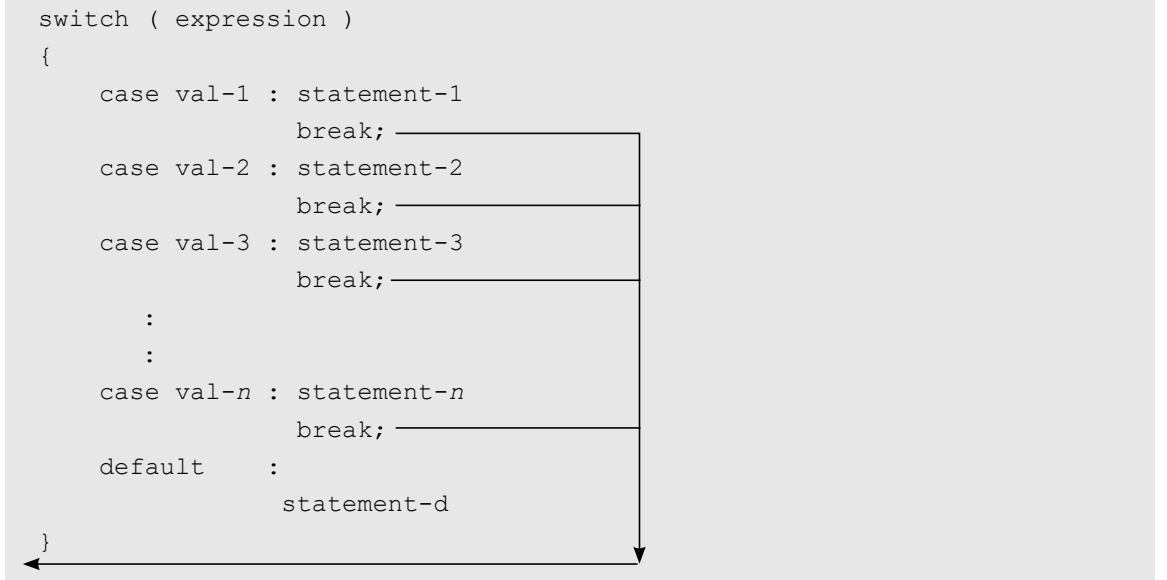 switch ( expression )
{
case val-1 : statement-1
break;
case val-2 : statement-2
break;
case val-3 : statement-3
break;
:
:
case val-n : statement-n
break;
default :
statement-d
}